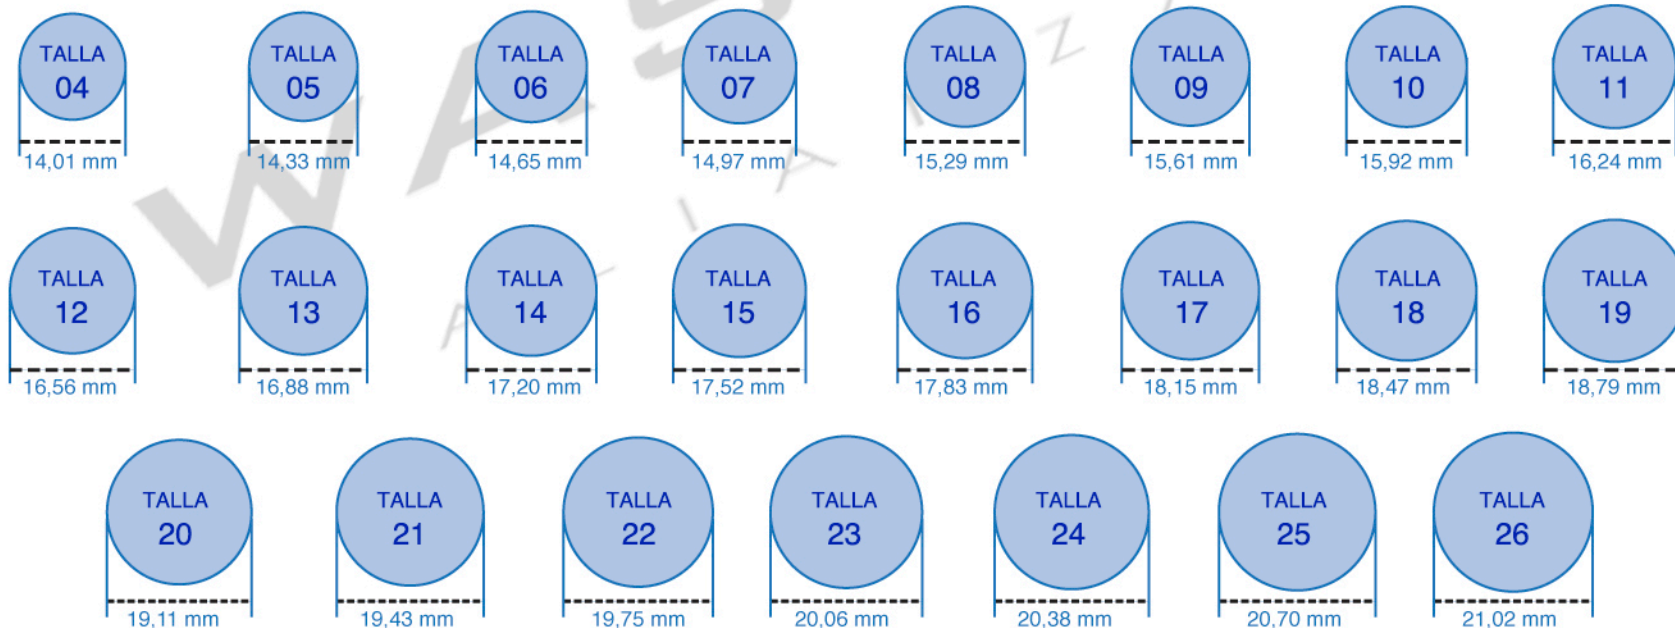 TALLA TALLA TALLA TALLA TALLA TALLA TALLA TALLA
04 05 06 07 08 09 10 11
14,01 mm 14,33 mm 14,65 mm 14,97 mm 15,29 mm 15,61 mm 15,92 mm 16,24 mm
TALLA TALLA TALLA TALLA TALLA TALLA TALLA TALLA
12 13 14 15 16 17 18 19
16,56 mm 16,88 mm 17,20 mm 17,52 mm 17,83 mm 18,15 mm 18,47 mm 18,79 mm
TALLA TALLA TALLA TALLA TALLA TALLA TALLA
20 21 22 23 24 25 26
19,11 mm 19,43 mm 19,75 mm 20,06 mm 20,38 mm 20,70 mm 21,02 mm